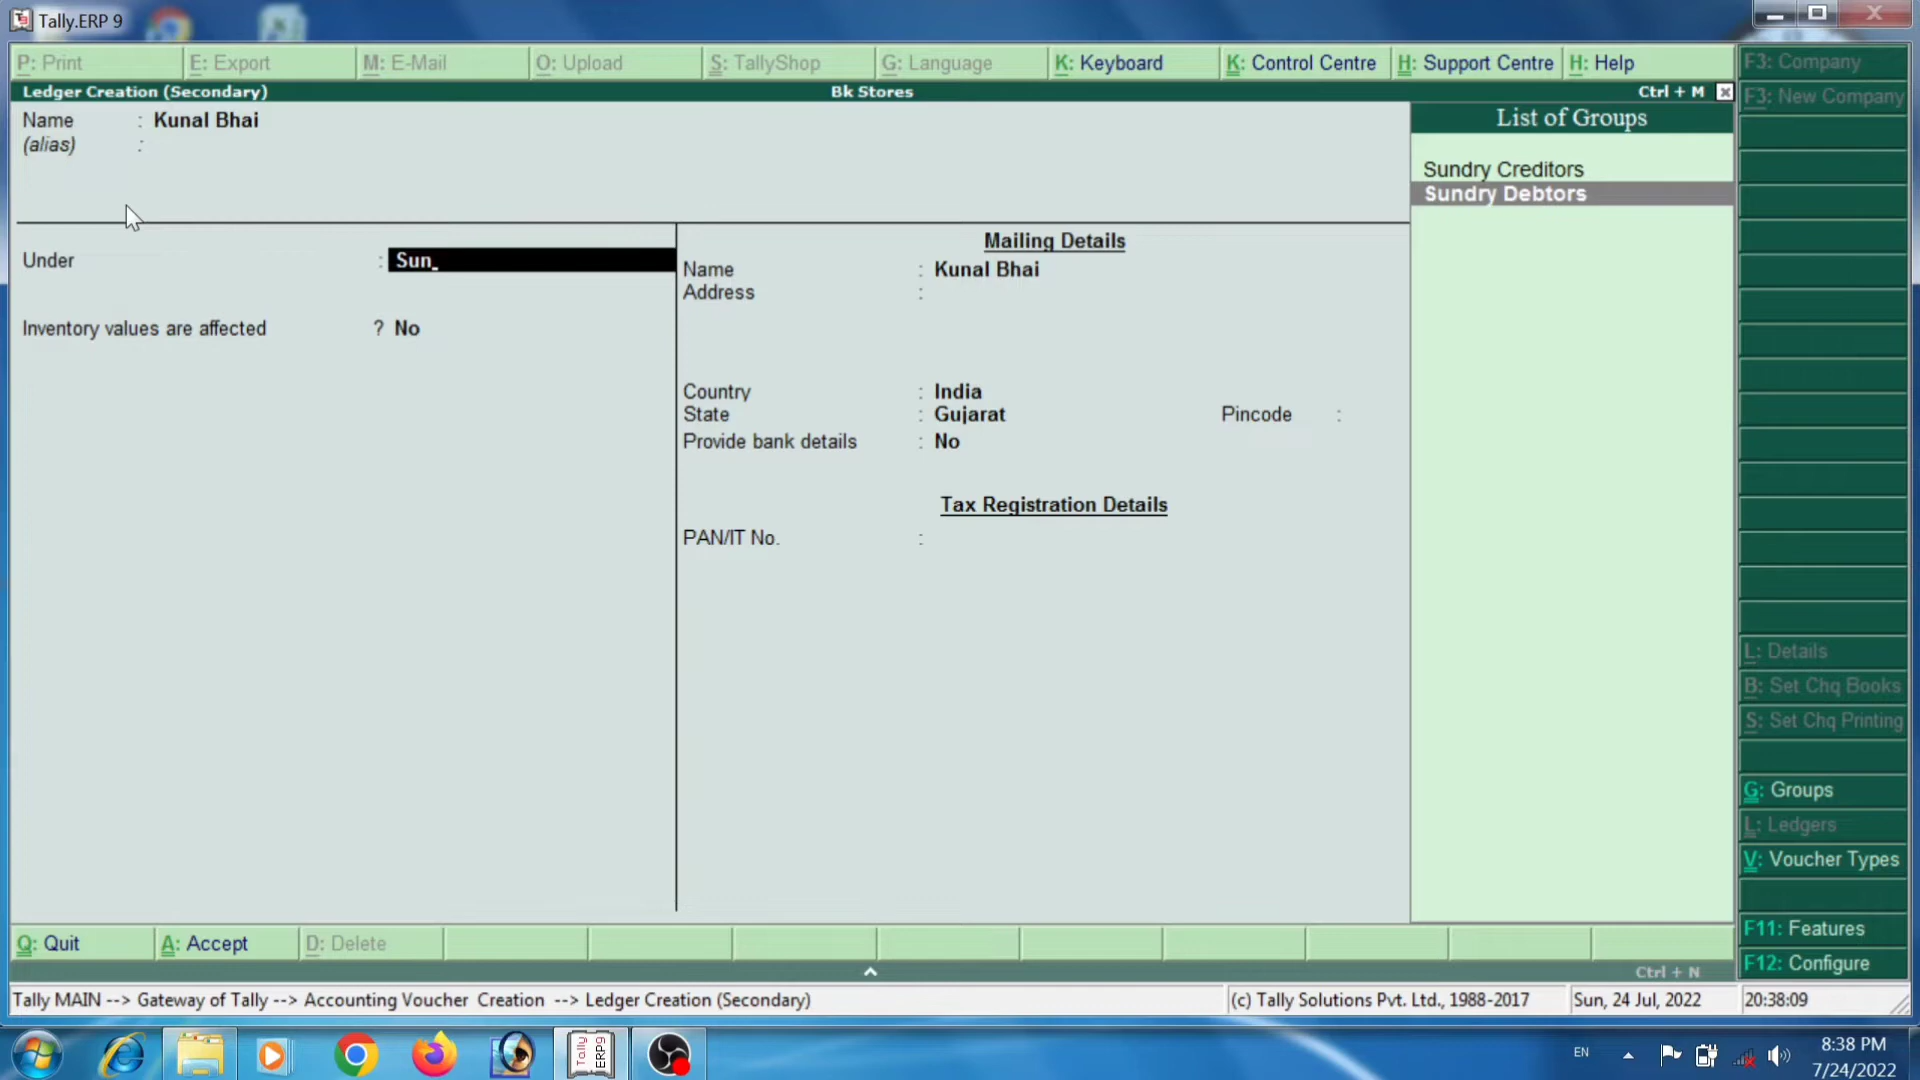 Tally.ERP 9
P: Print E: Export M: E-Mail O: Upload S: TallyShop G: Language K: Keyboard K: Control Centre H: Support Centre H: Help
F3: Company
F3: New Company
Ledger Creation (Secondary) Bk Stores Ctrl + M
Name : Kunal Bhai
(alias) :
Under : Sun_
Inventory values are affected ? No
Mailing Details
Name : Kunal Bhai
Address :
Country : India
State : Gujarat Pincode :
Provide bank details : No
Tax Registration Details
PAN/IT No. :
List of Groups
Sundry Creditors
Sundry Debtors
L: Details
B: Set Chq Books
S: Set Chq Printing
G: Groups
L: Ledgers
V: Voucher Types
F11: Features
F12: Configure
Q: Quit A: Accept D: Delete
Ctrl + N
Tally MAIN --> Gateway of Tally --> Accounting Voucher Creation --> Ledger Creation (Secondary) (c) Tally Solutions Pvt. Ltd., 1988-2017 Sun, 24 Jul, 2022 20:38:09
Tally ERP9
EN
8:38 PM
7/24/2022